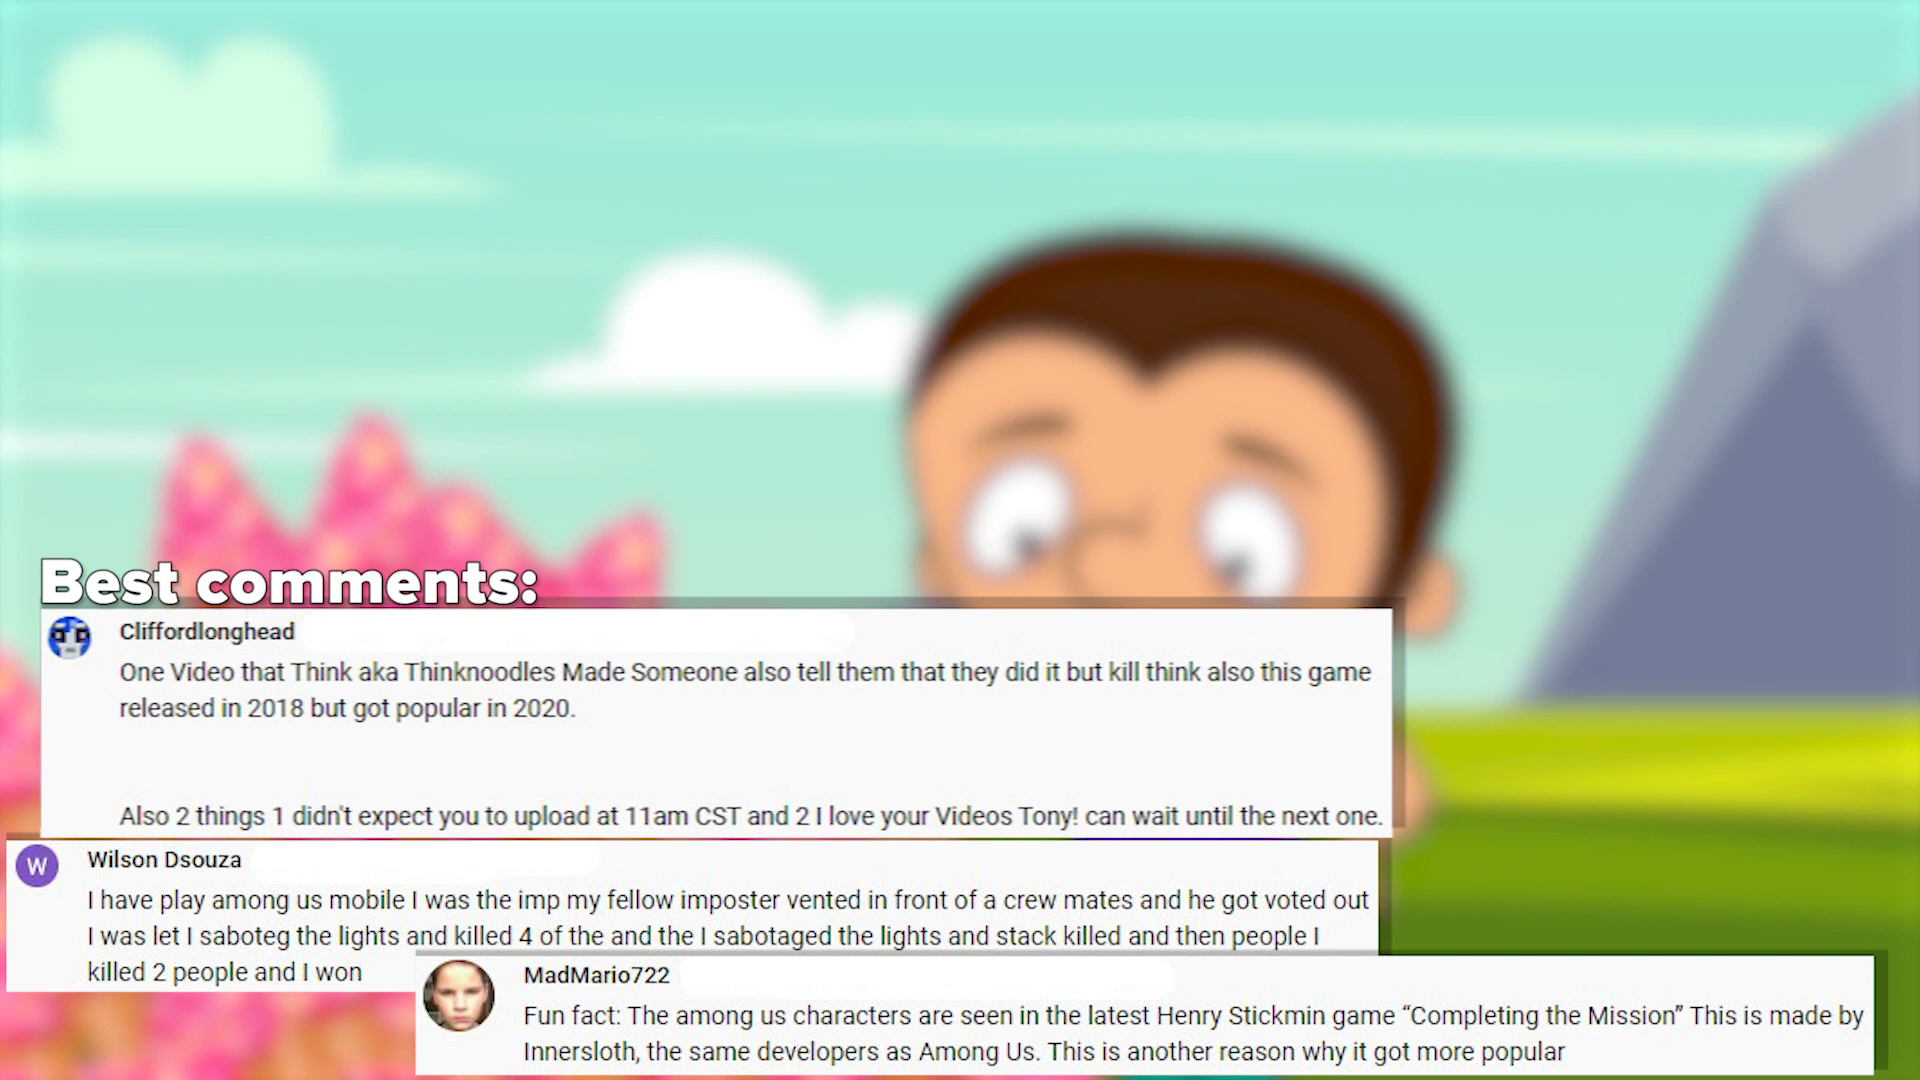 Best comments:
Cliffordlonghead
One Video that Think aka Thinknoodles Made Someone also tell them that they did it but kill think also this game
released in 2018 but got popular in 2020.
Also 2 things 1 didn't expect you to upload at 11am CST and 2 I love your Videos Tony! can wait until the next one.
W
Wilson Dsouza
I have play among us mobile I was the imp my fellow imposter vented in front of a crew mates and he got voted out
I was let I saboteg the lights and killed 4 of the and the I sabotaged the lights and stack killed and then people I
killed 2 people and I won
MadMario722
Fun fact: The among us characters are seen in the latest Henry Stickmin game “Completing the Mission” This is made by
Innersloth, the same developers as Among Us. This is another reason why it got more popular